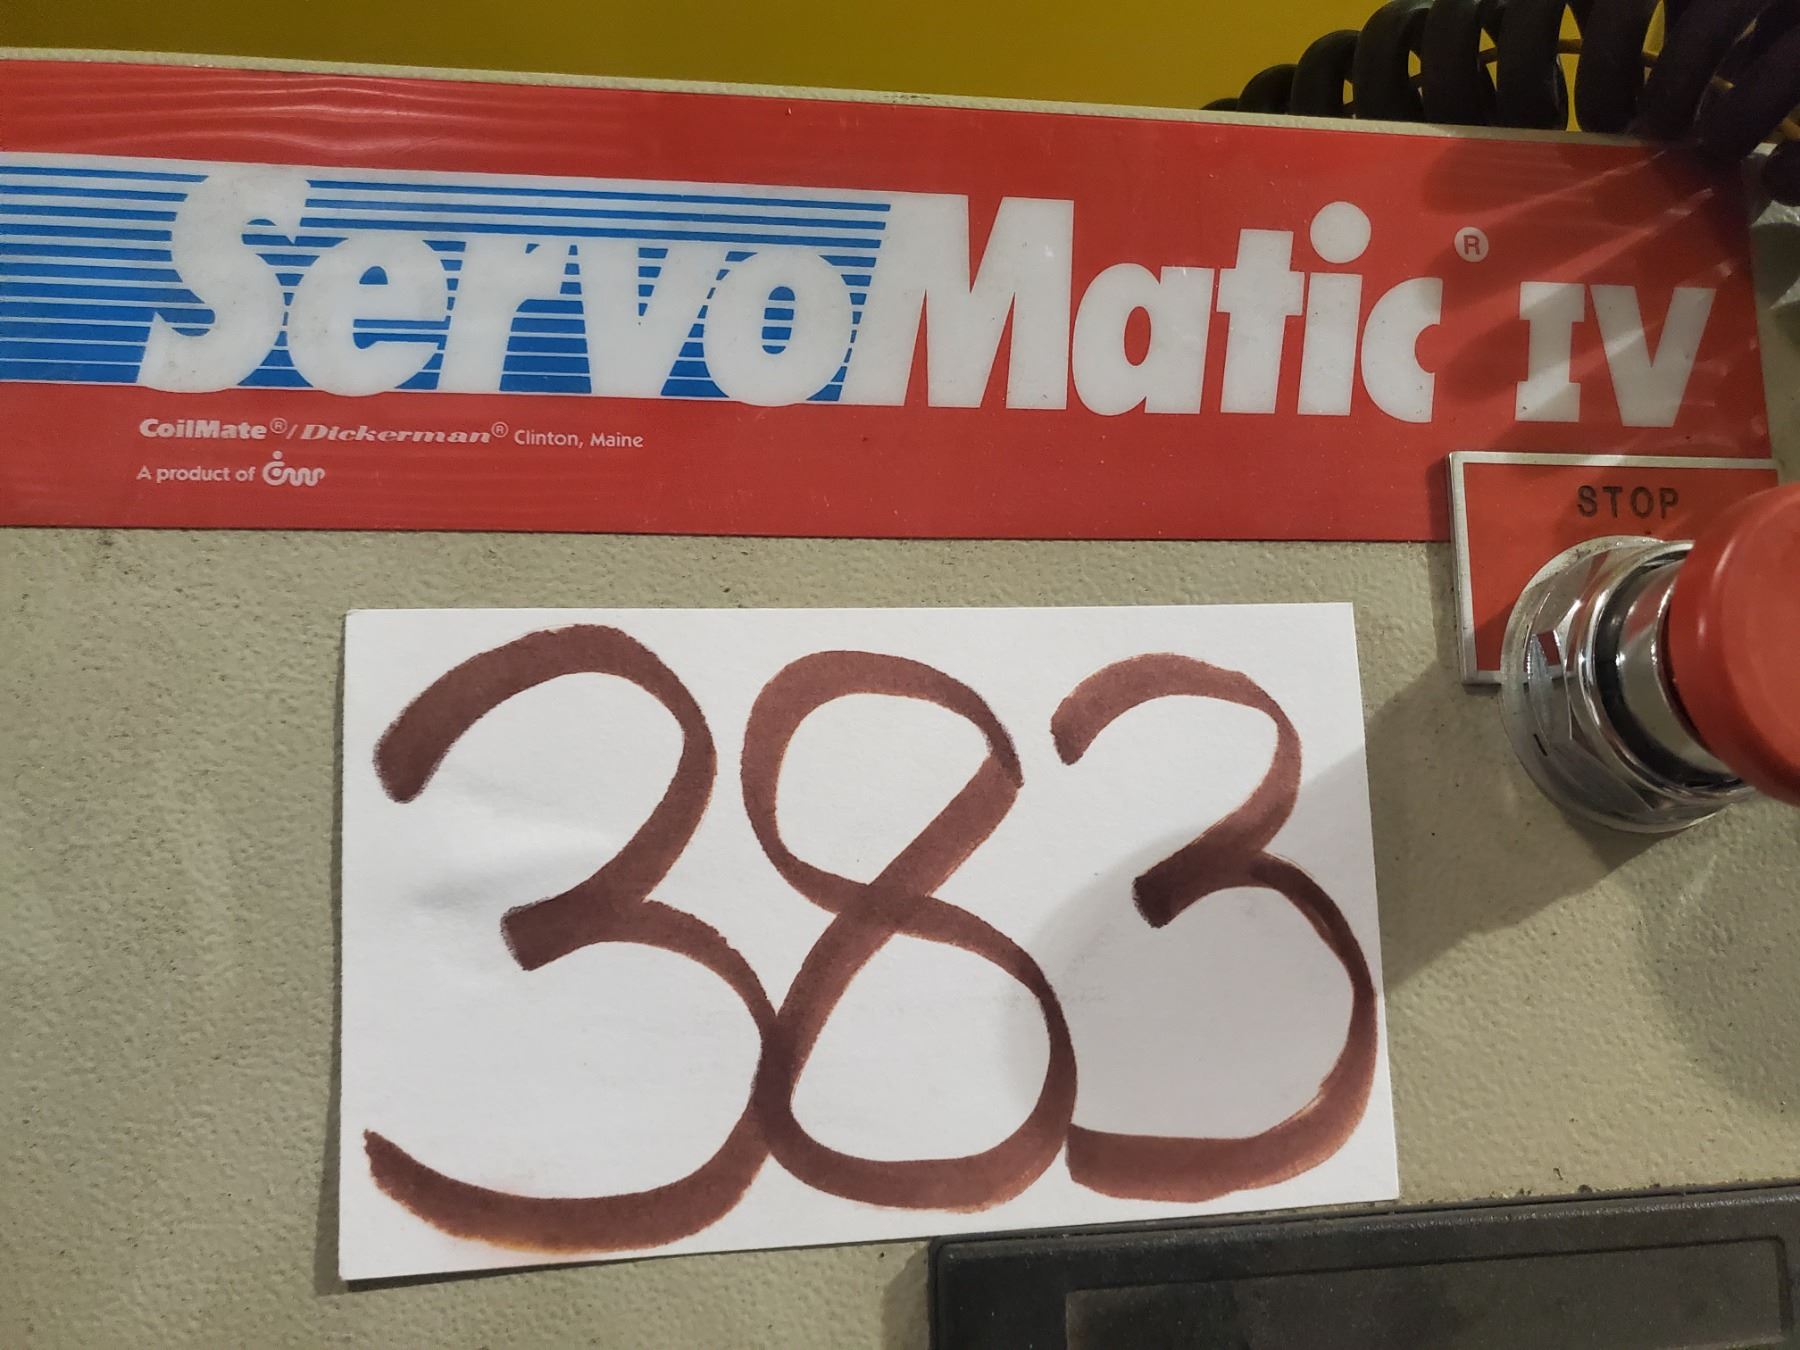 ServoMatic® IV
CoilMate®/Dickerman® Clinton, Maine
A product of
STOP
383